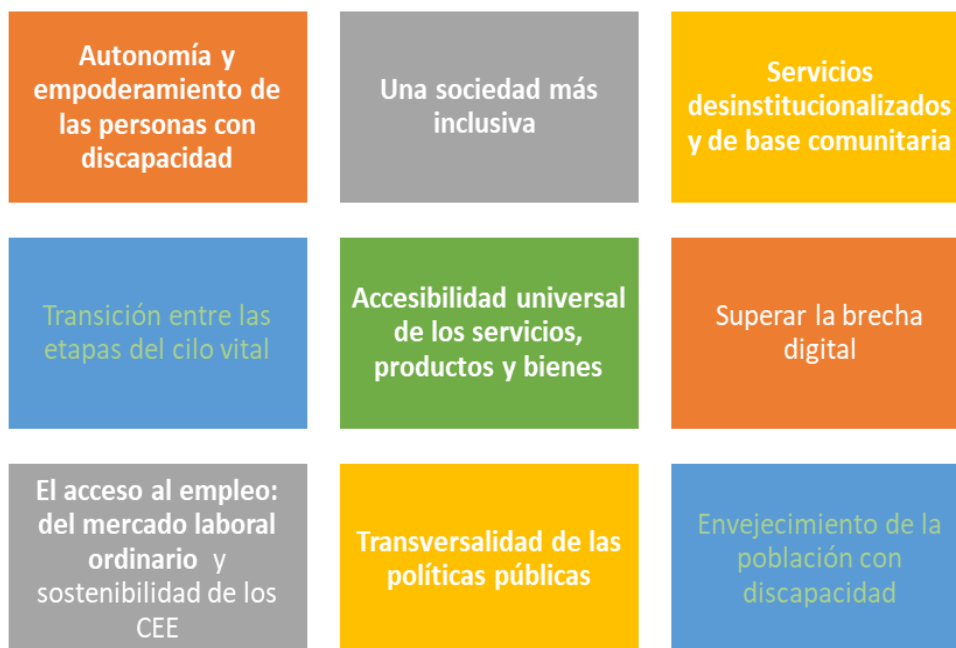 Autonomía y
empoderamiento de
las personas con
discapacidad
Una sociedad más
inclusiva
Servicios
desinstitucionalizados
y de base comunitaria
Transición entre las
etapas del cilo vital
Accesibilidad universal
de los servicios,
productos y bienes
Superar la brecha
digital
El acceso al empleo:
del mercado laboral
ordinario y
sostenibilidad de los
CEE
Transversalidad de las
políticas públicas
Envejecimiento de la
población con
discapacidad